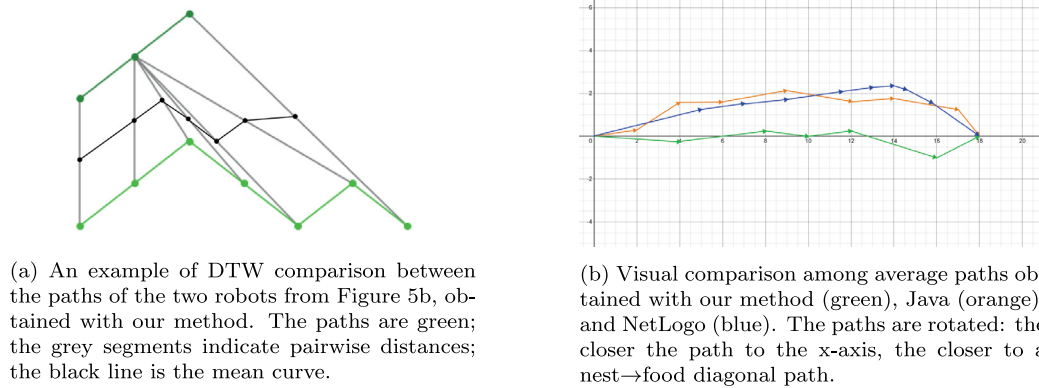 6
4
2
0 2 4 6 8 10 12 14 16 18 20
-2
-4
(a) An example of DTW comparison between
the paths of the two robots from Figure 5b, ob-
tained with our method. The paths are green;
the grey segments indicate pairwise distances;
the black line is the mean curve.
(b) Visual comparison among average paths ob
tained with our method (green), Java (orange)
and NetLogo (blue). The paths are rotated: the
closer the path to the x-axis, the closer to a
nest→food diagonal path.